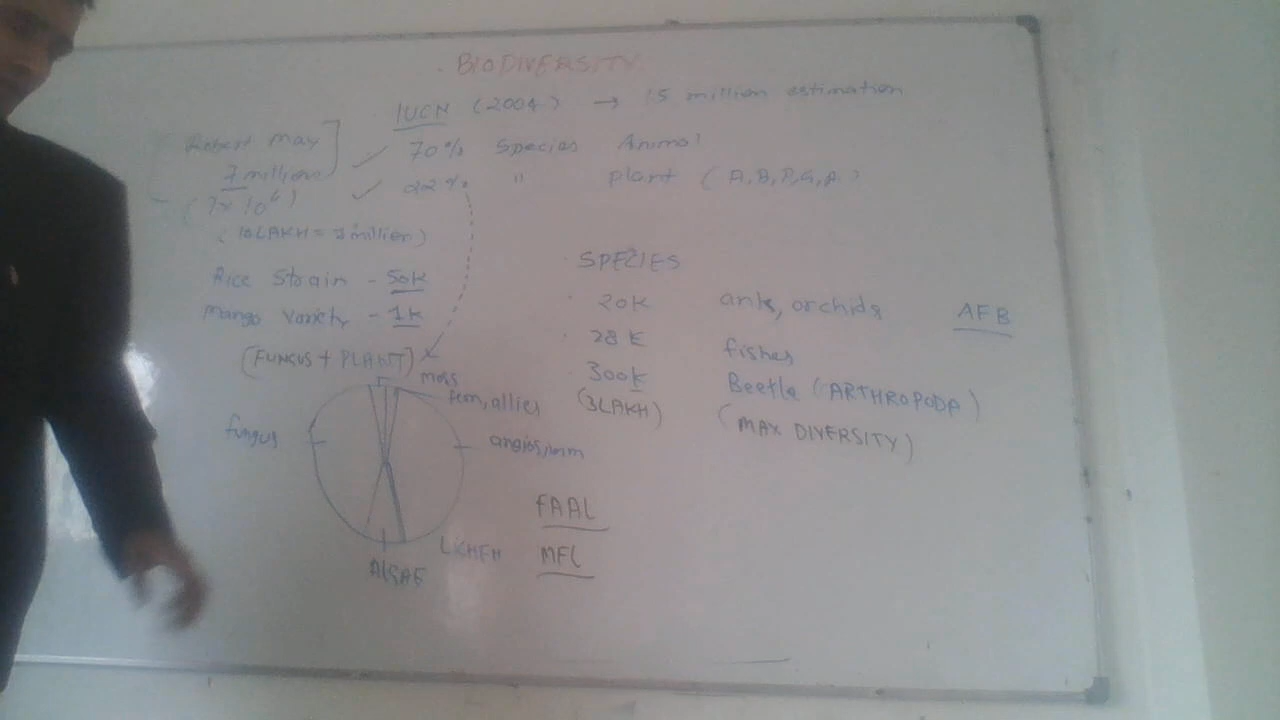 BIODIVERSITY
IUCN (2004) → 1.5 million estimation
Robert May
7 millions
(7 × 10⁶)
(10 LAKH = 1 million)
70% Species Animal
22% " plant (A, B, P, G, A)
Rice Strain - 50K
Mango Variety - 1K
(FUNGUS + PLANT)
moss
fern, allies
fungus
angiosperm
ALGAE
LICHEN
FAAL
MFL
SPECIES
20K ants, orchids AFB
28K fishes
300K Beetle (ARTHROPODA)
(3LAKH) (MAX DIVERSITY)